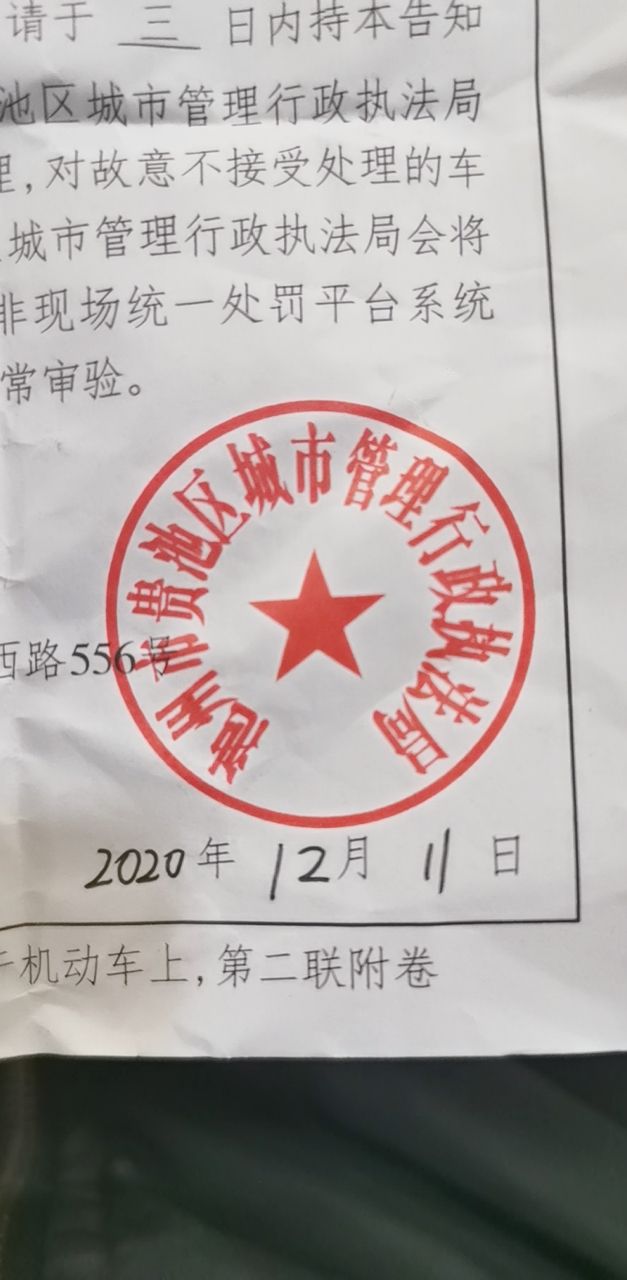 请于 三 日内持本告知
池区城市管理行政执法局
理,对故意不接受处理的车
城市管理行政执法局会将
非现场统一处罚平台系统
常审验。
池州市贵池区城市管理行政执法局
西路556号
2020年 12月 11日
机动车上,第二联附卷